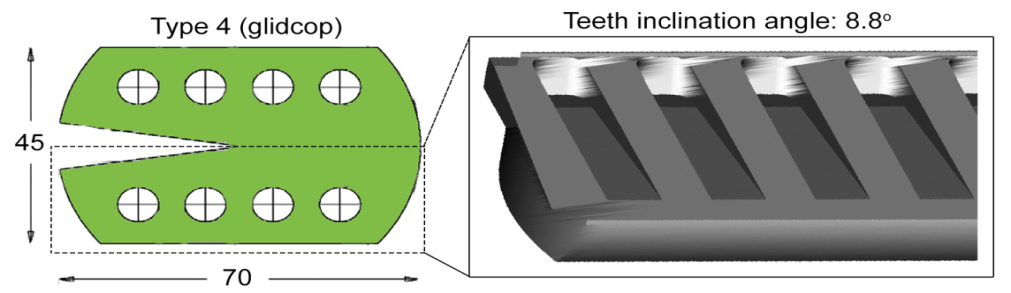 Type 4 (glidcop)
Teeth inclination angle: 8.8°
45
70